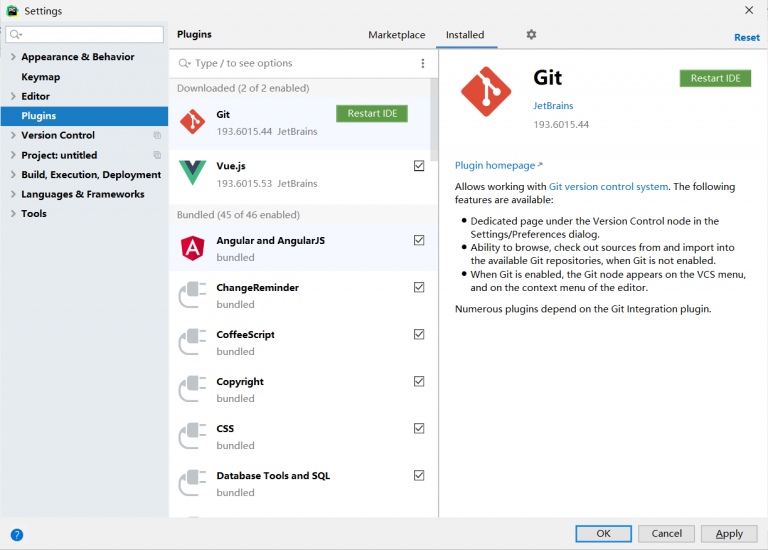 Settings
Plugins
Marketplace
Installed
Reset
Appearance & Behavior
Keymap
Editor
Plugins
Version Control
Project: untitled
Build, Execution, Deployment
Languages & Frameworks
Tools
Type / to see options
Downloaded (2 of 2 enabled)
Git
193.6015.44 JetBrains
Restart IDE
Vue.js
193.6015.53 JetBrains
Bundled (45 of 46 enabled)
Angular and AngularJS
bundled
ChangeReminder
bundled
CoffeeScript
bundled
Copyright
bundled
CSS
bundled
Database Tools and SQL
bundled
Git
Restart IDE
JetBrains
193.6015.44
Plugin homepage
Allows working with Git version control system. The following
features are available:
• Dedicated page under the Version Control node in the
Settings/Preferences dialog.
• Ability to browse, check out sources from and import into
the available Git repositories, when Git is not enabled.
• When Git is enabled, the Git node appears on the VCS menu,
and on the context menu of the editor.
Numerous plugins depend on the Git Integration plugin.
?
OK
Cancel
Apply